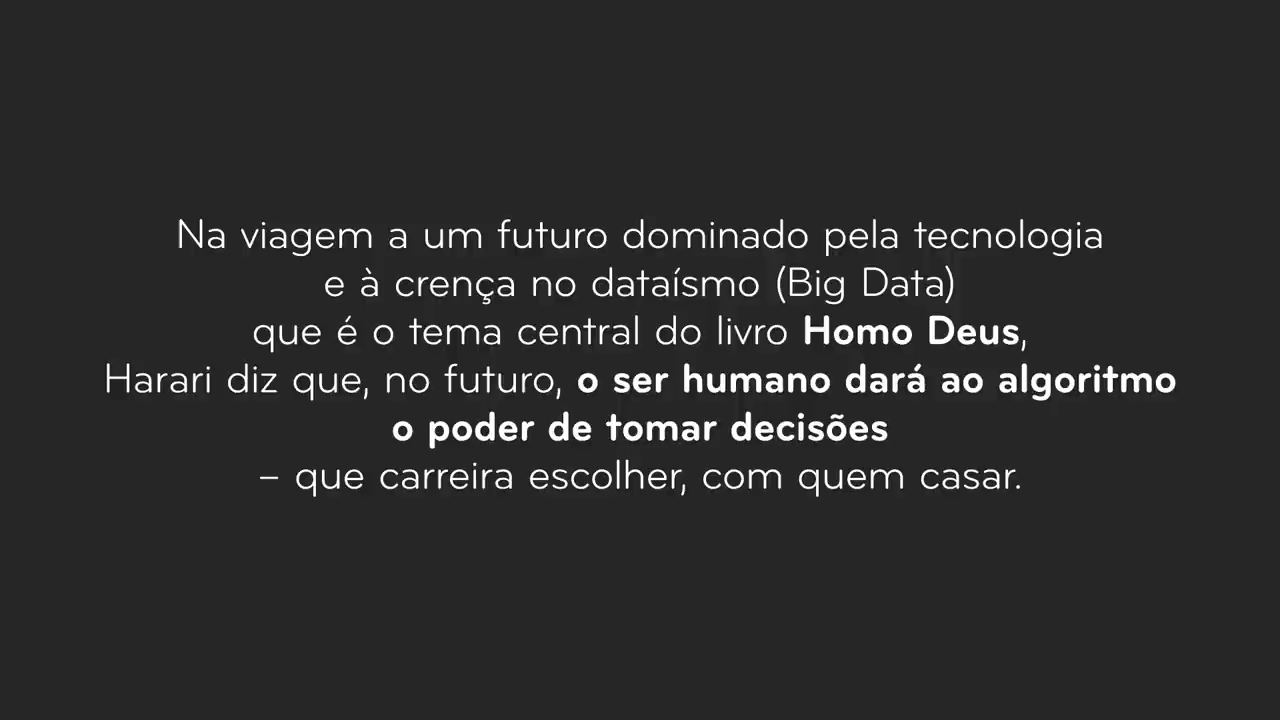 Na viagem a um futuro dominado pela tecnologia
e à crença no dataísmo (Big Data)
que é o tema central do livro Homo Deus,
Harari diz que, no futuro, o ser humano dará ao algoritmo
o poder de tomar decisões
– que carreira escolher, com quem casar.